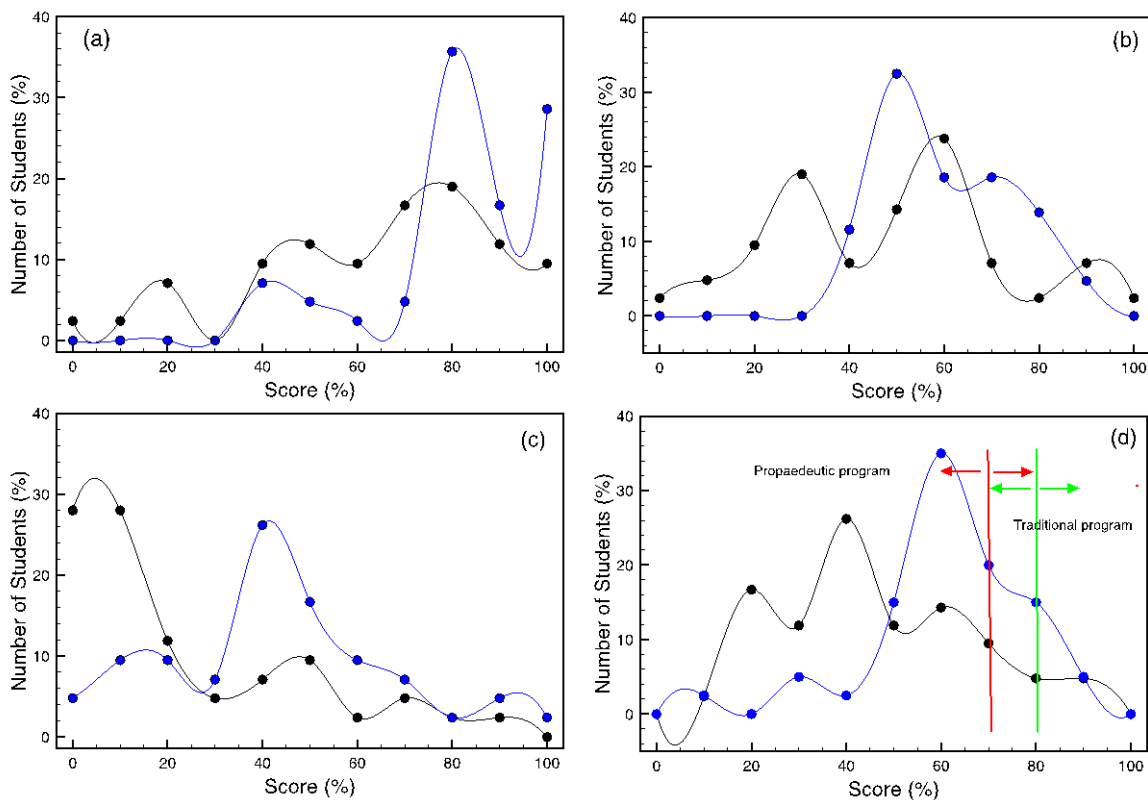 (a)
Number of Students (%)
40
30
20
10
0
0 20 40 60 80 100
Score (%)
(b)
Number of Students (%)
40
30
20
10
0
0 20 40 60 80 100
Score (%)
(c)
Number of Students (%)
40
30
20
10
0
0 20 40 60 80 100
Score (%)
(d)
Propaedeutic program
Traditional program
Number of Students (%)
40
30
20
10
0
0 20 40 60 80 100
Score (%)